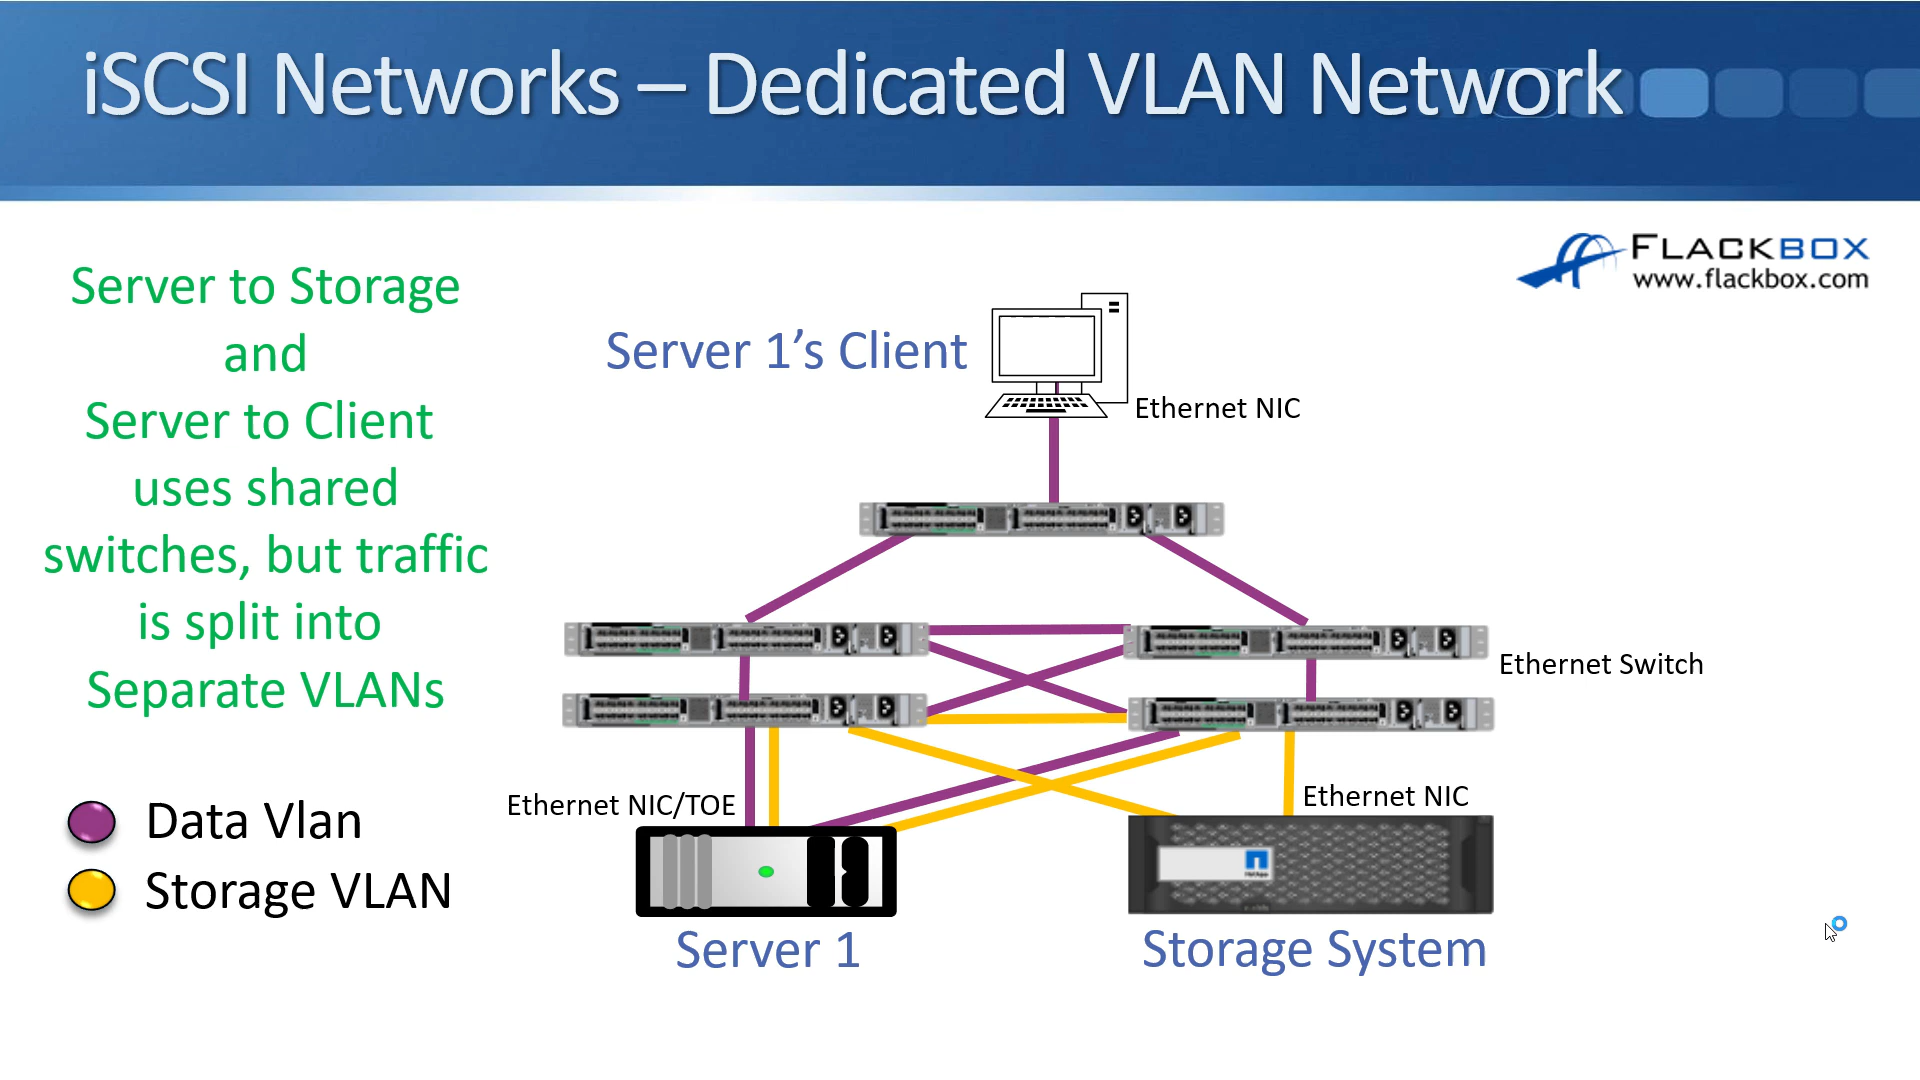 iSCSI Networks – Dedicated VLAN Network
FLACKBOX
www.flackbox.com
Server to Storage
and
Server to Client
uses shared
switches, but traffic
is split into
Separate VLANs
Server 1’s Client
Ethernet NIC
Ethernet Switch
Ethernet NIC/TOE
Ethernet NIC
Data Vlan
Storage VLAN
NetApp
Server 1
Storage System